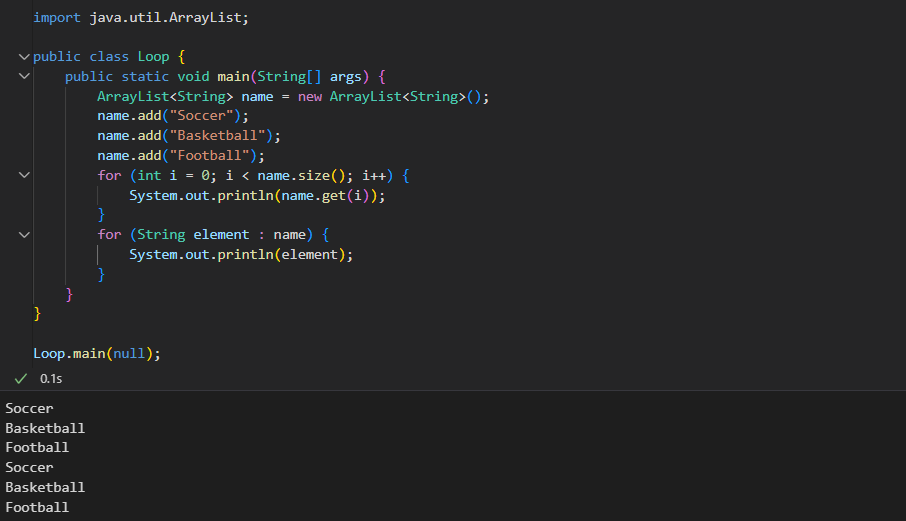 import java.util.ArrayList;
public class Loop {
public static void main(String[] args) {
ArrayList<String> name = new ArrayList<String>();
name.add("Soccer");
name.add("Basketball");
name.add("Football");
for (int i = 0; i < name.size(); i++) {
System.out.println(name.get(i));
}
for (String element : name) {
System.out.println(element);
}
}
}
Loop.main(null);
0.1s
Soccer
Basketball
Football
Soccer
Basketball
Football